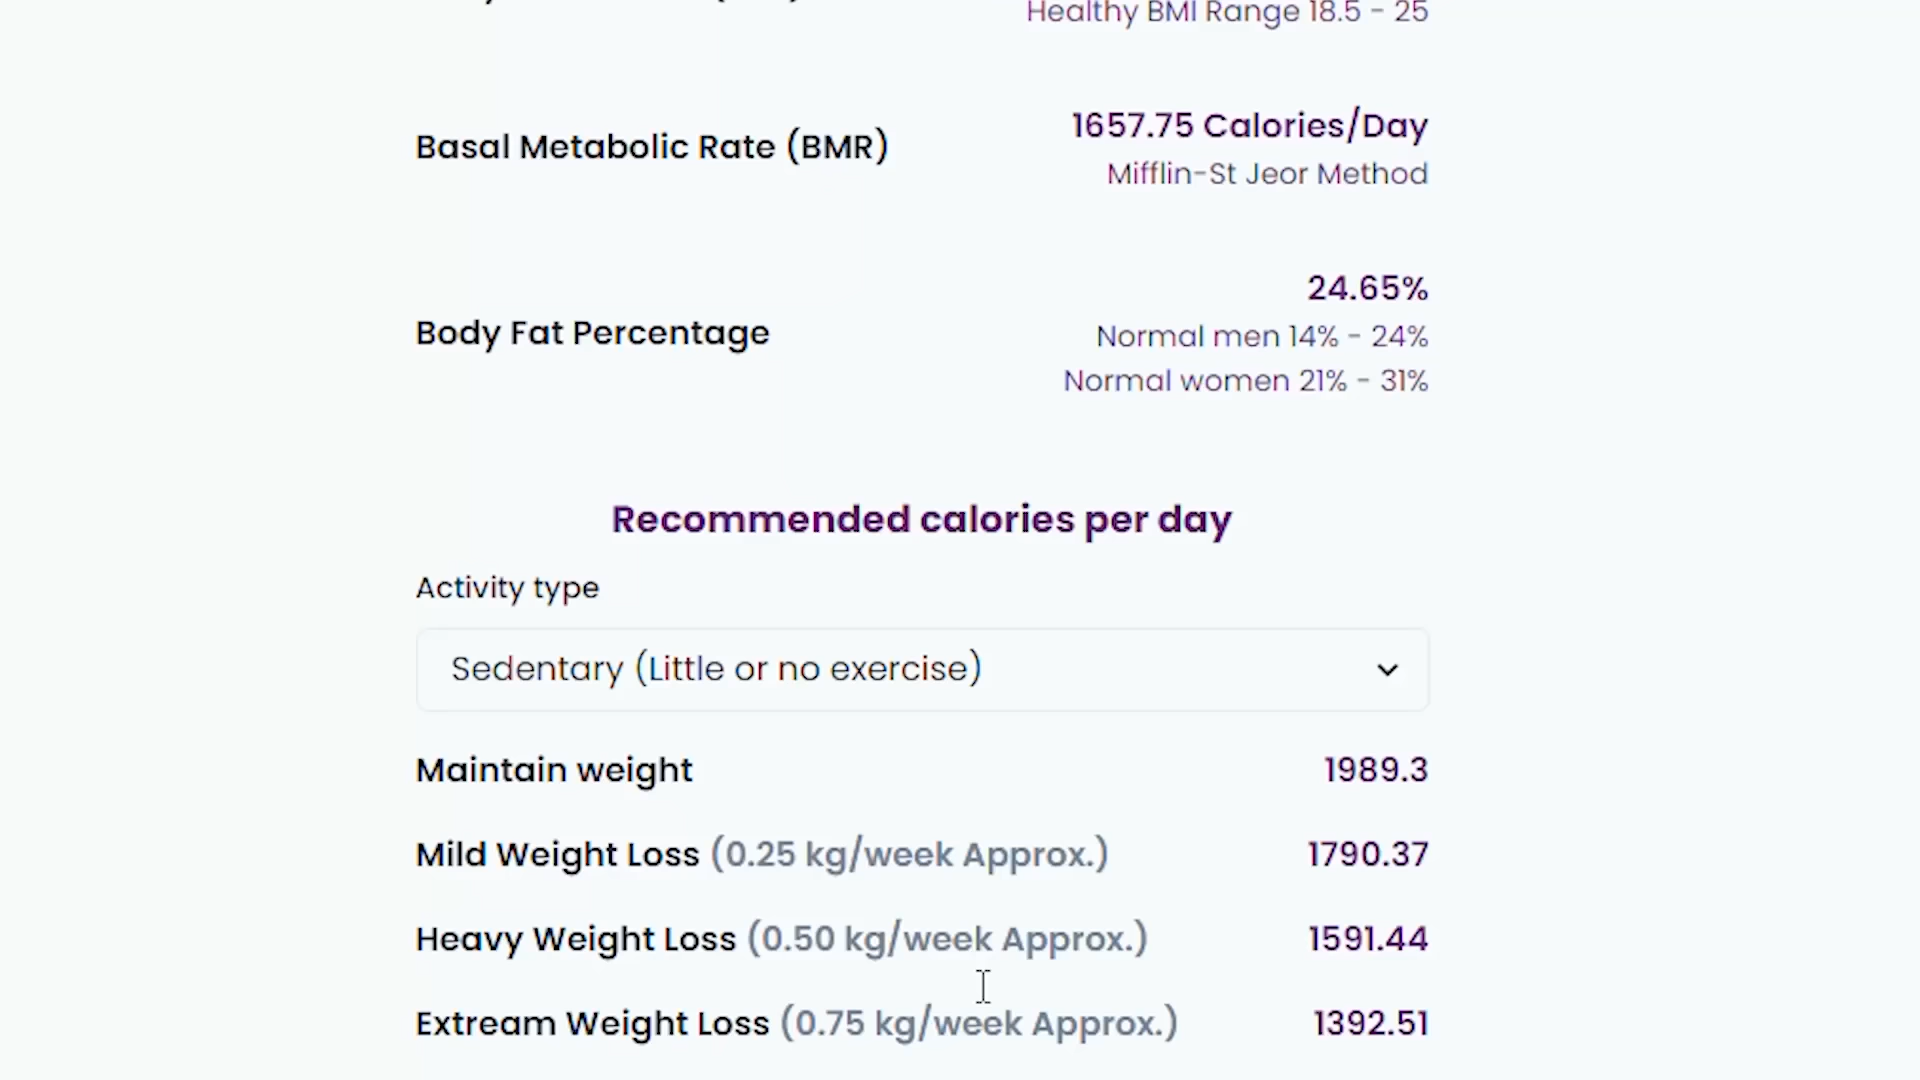 Healthy BMI Range 18.5 - 25
Basal Metabolic Rate (BMR)
1657.75 Calories/Day
Mifflin-St Jeor Method
Body Fat Percentage
24.65%
Normal men 14% - 24%
Normal women 21% - 31%
Recommended calories per day
Activity type
Sedentary (Little or no exercise)
Maintain weight 1989.3
Mild Weight Loss (0.25 kg/week Approx.) 1790.37
Heavy Weight Loss (0.50 kg/week Approx.) 1591.44
Extream Weight Loss (0.75 kg/week Approx.) 1392.51